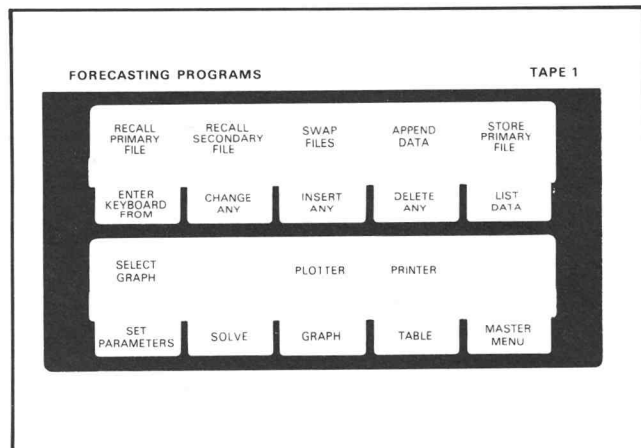 FORECASTING PROGRAMS TAPE 1
RECALL PRIMARY FILE
RECALL SECONDARY FILE
SWAP FILES
APPEND DATA
STORE PRIMARY FILE
ENTER KEYBOARD FROM
CHANGE ANY
INSERT ANY
DELETE ANY
LIST DATA
SELECT GRAPH
PLOTTER
PRINTER
SET PARAMETERS
SOLVE
GRAPH
TABLE
MASTER MENU